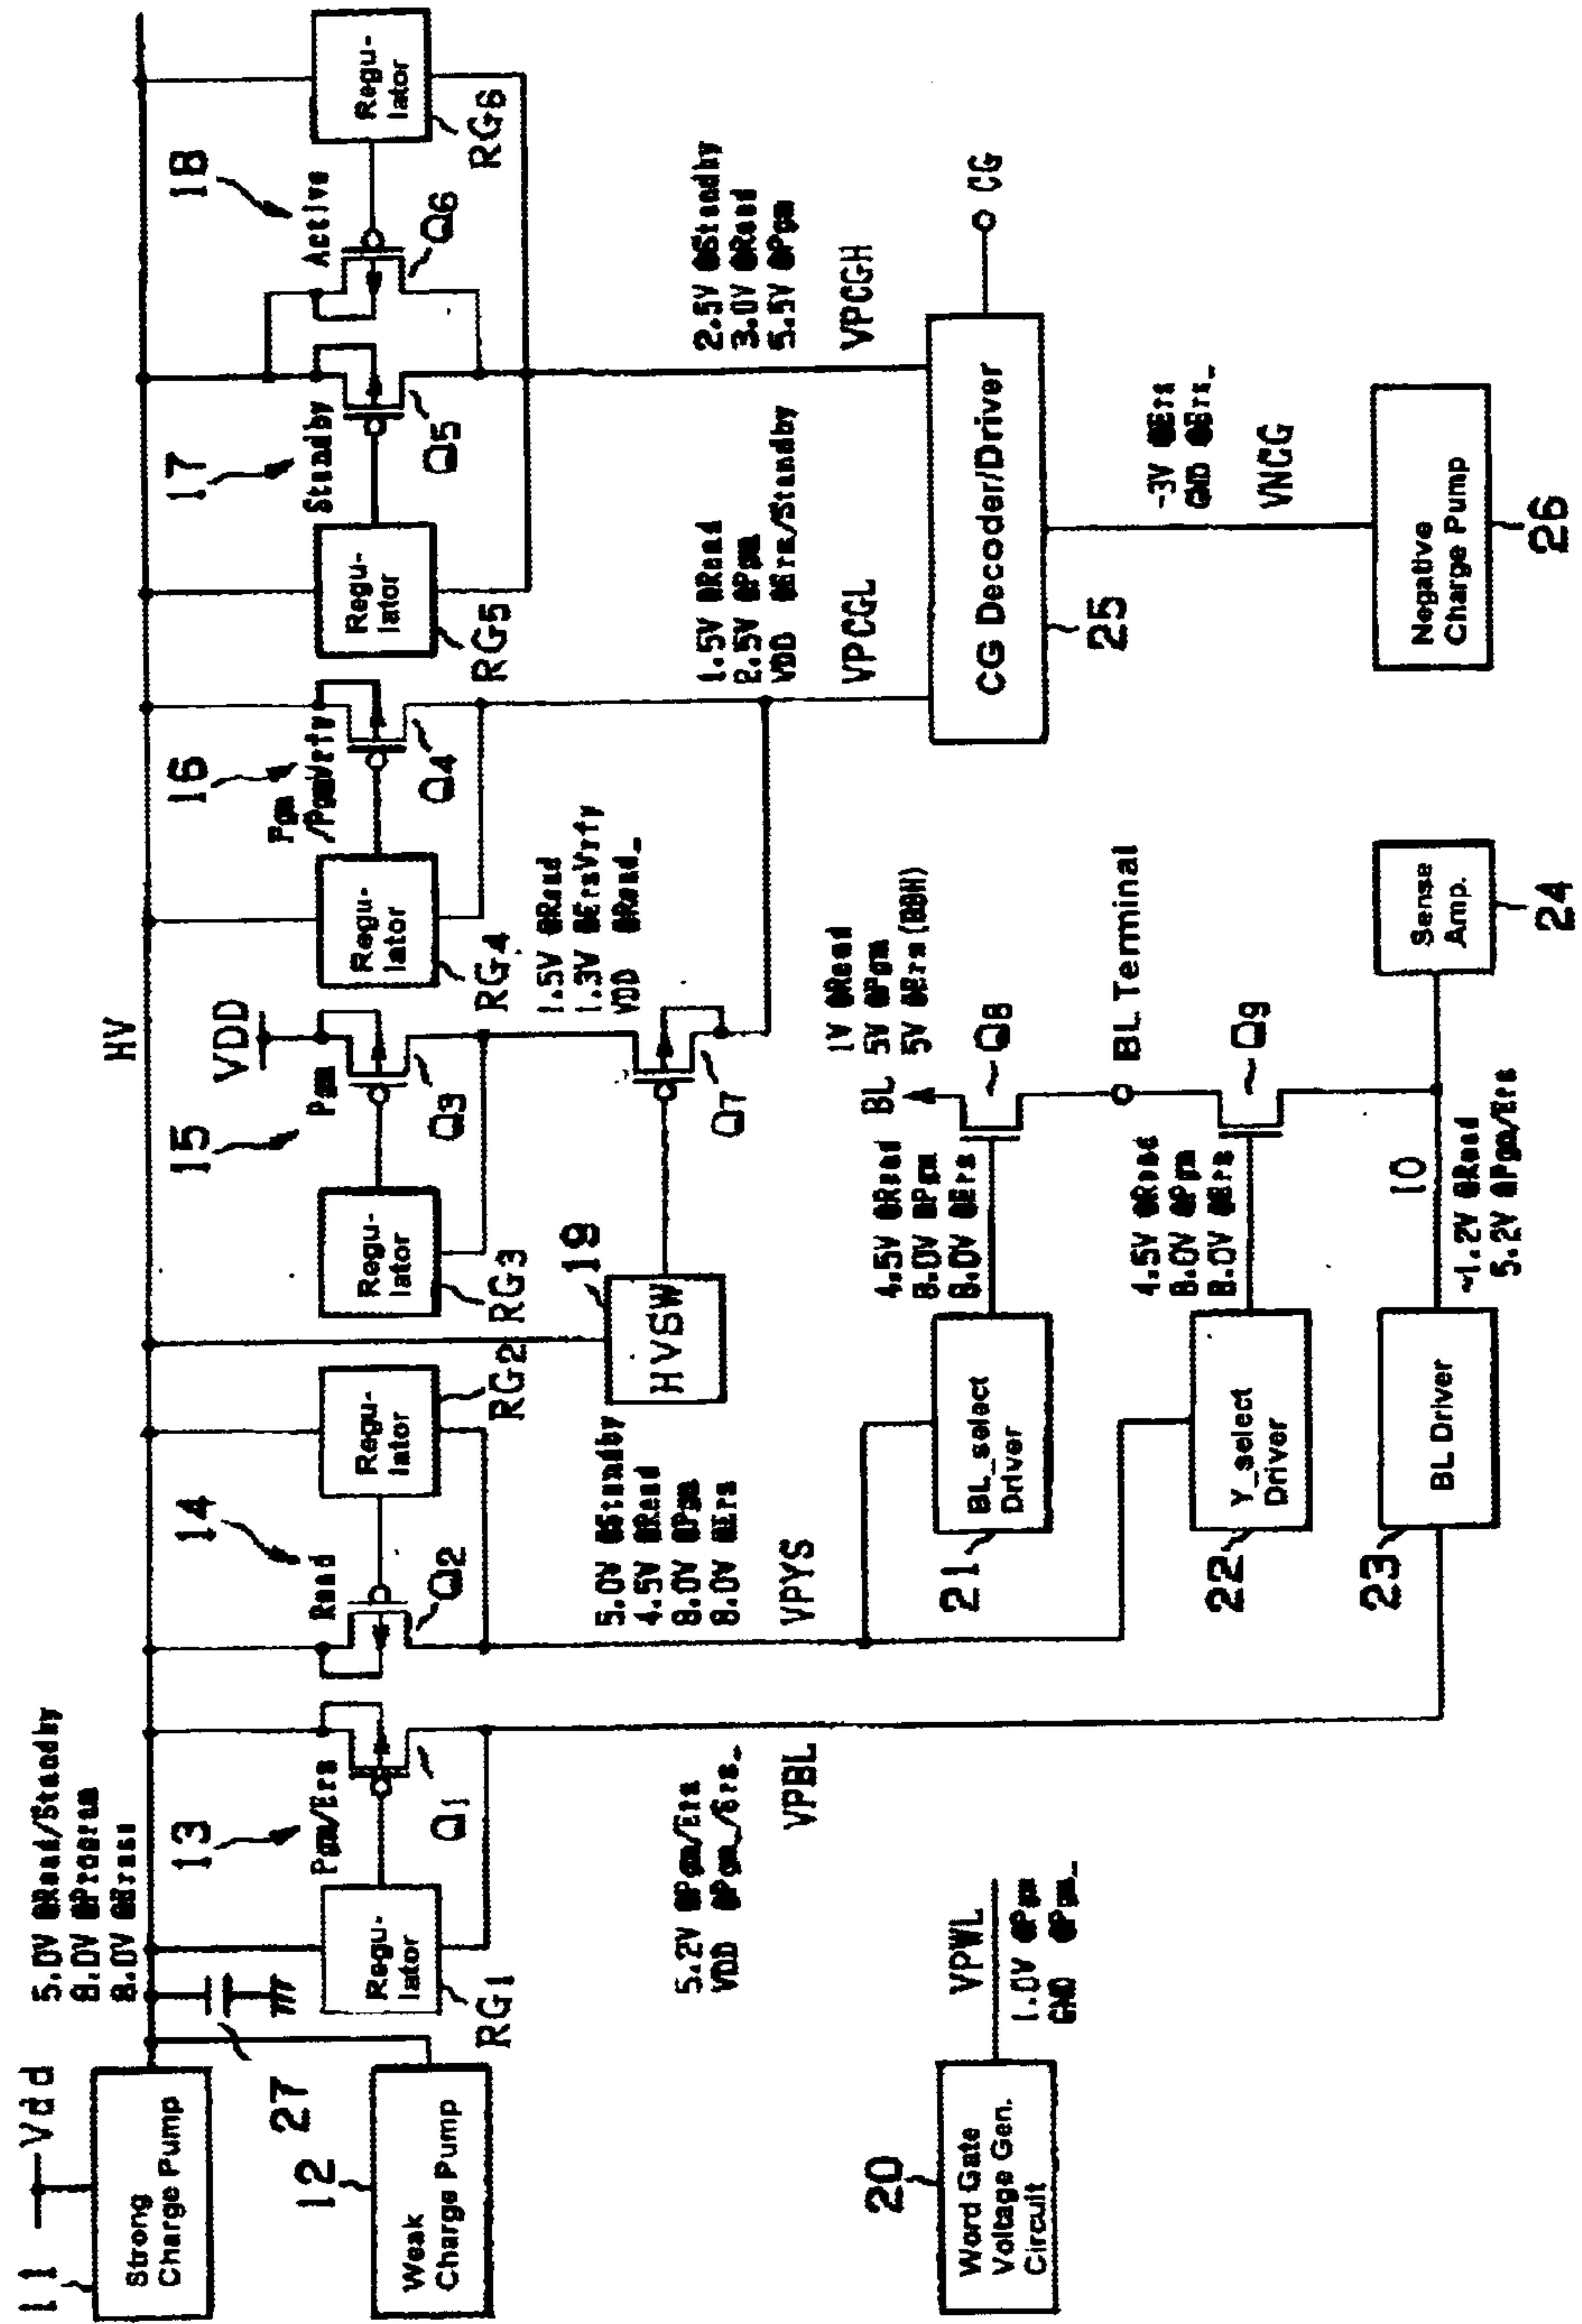 11
Vdd
Strong
Charge Pump
12
Weak
Charge Pump
27
5.0V @Read/Standby
8.0V @Program
8.0V @Erase
HV
13
Pgm/Ers
Regu-
lator
RG1
Q1
5.2V @Pgm/Ers
VDD @Pgm_/Ers_
VPBL
14
Read
Regu-
lator
RG2
Q2
5.0V @Standby
4.5V @Read
8.0V @Pgm
8.0V @Ers
VPYS
15
Pgm
VDD
Regu-
lator
RG3
Q3
19
HVSW
Q7
1.5V @Read
1.3V @ErsVrfy
VDD @Read_
16
Pgm
/PgmVrfy
Regu-
lator
RG4
Q4
1.5V @Read
2.5V @Pgm
VDD @Ers/Standby
VPCGL
17
Standby
Regu-
lator
RG5
Q5
18
Active
Regu-
lator
RG6
Q6
2.5V @Standby
3.0V @Read
5.5V @Pgm
VPCGH
CG Decoder/Driver
25
CG
-3V @Ers
GND @Ers_
VNCG
Negative
Charge Pump
26
20
Word Gate
Voltage Gen.
Circuit
VPWL
1.0V @Pgm
GND @Pgm_
BL_select
Driver
21
4.5V @Read
8.0V @Pgm
8.0V @Ers
BL
1V @Read
5V @Pgm
5V @Ers(BBH)
Q8
BL Terminal
Y_select
Driver
22
4.5V @Read
8.0V @Pgm
8.0V @Ers
Q9
BL Driver
23
IO
~1.2V @Read
5.2V @Pgm/Ers
Sense
Amp.
24